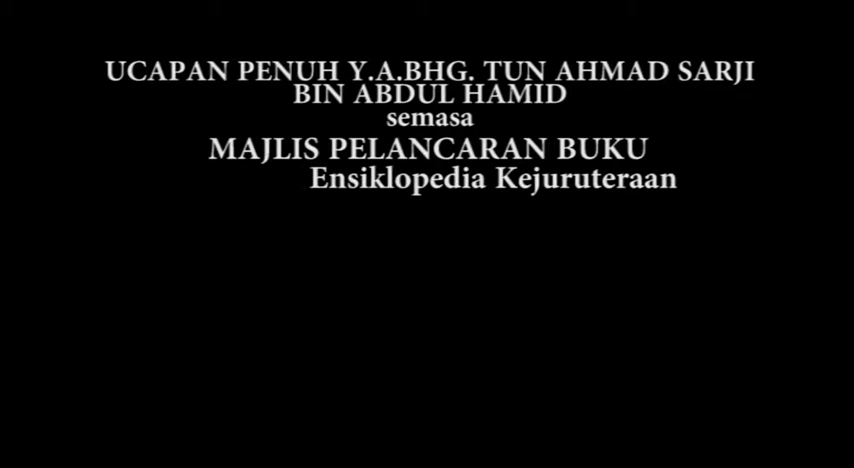 UCAPAN PENUH Y.A.BHG. TUN AHMAD SARJI
BIN ABDUL HAMID
semasa
MAJLIS PELANCARAN BUKU
Ensiklopedia Kejuruteraan